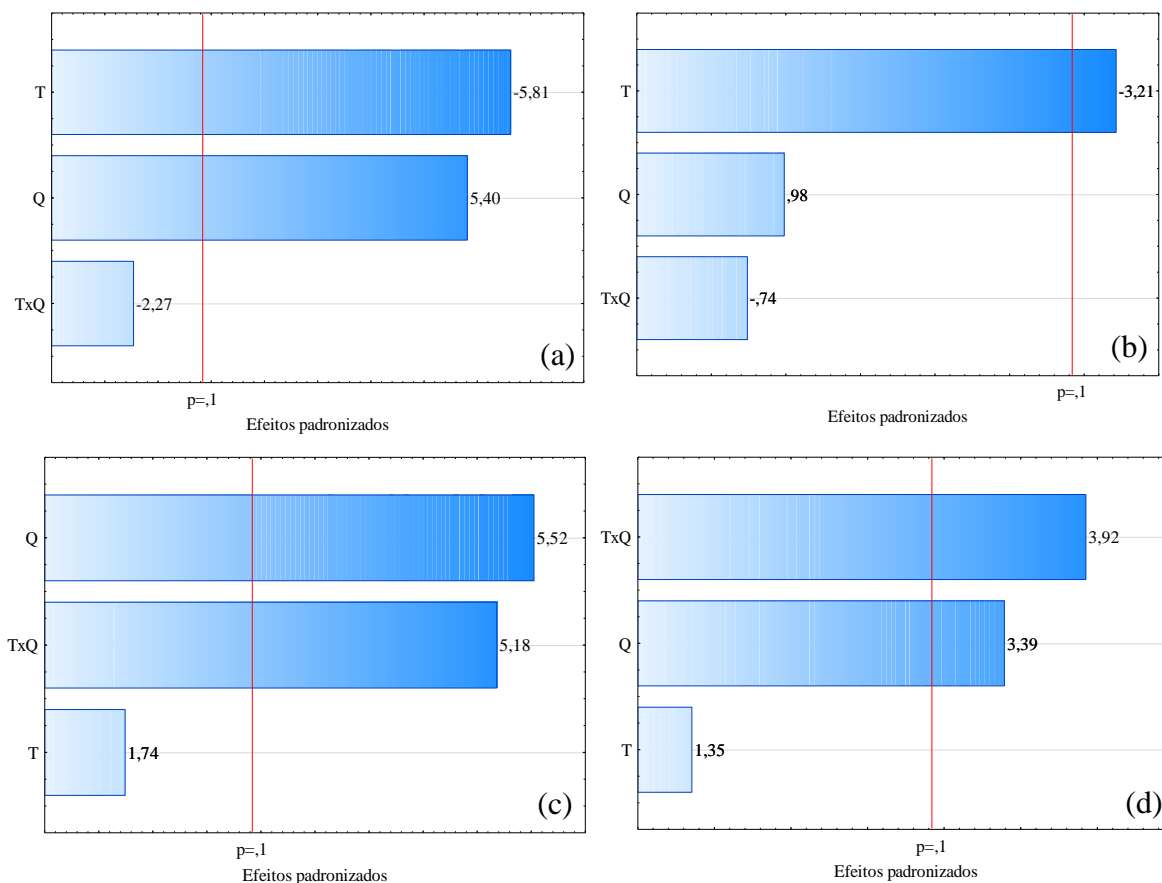 T
-5,81
Q
5,40
TxQ
-2,27
(a)
p=,1
Efeitos padronizados
T
-3,21
Q
,98
TxQ
-,74
(b)
p=,1
Efeitos padronizados
Q
5,52
TxQ
5,18
T
1,74
(c)
p=,1
Efeitos padronizados
TxQ
3,92
Q
3,39
T
1,35
(d)
p=,1
Efeitos padronizados